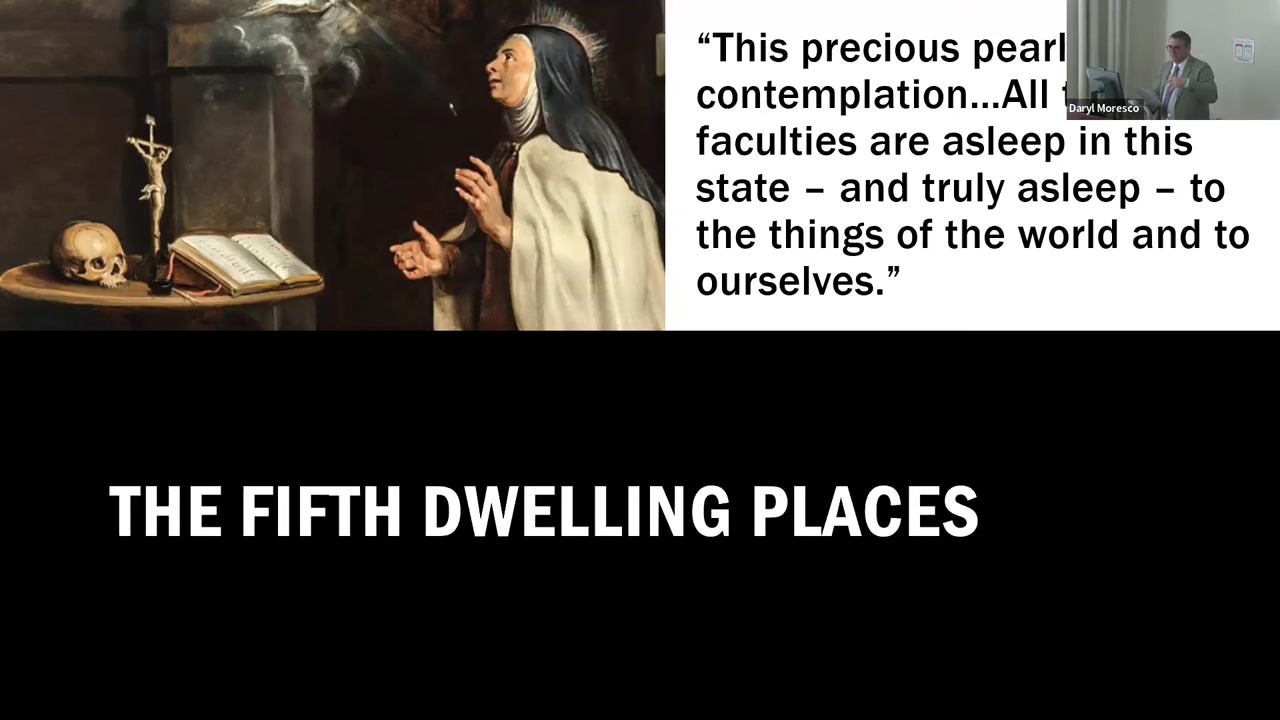 “This precious pearl
contemplation...All
faculties are asleep in this
state – and truly asleep – to
the things of the world and to
ourselves.”
Daryl Moresco
THE FIFTH DWELLING PLACES